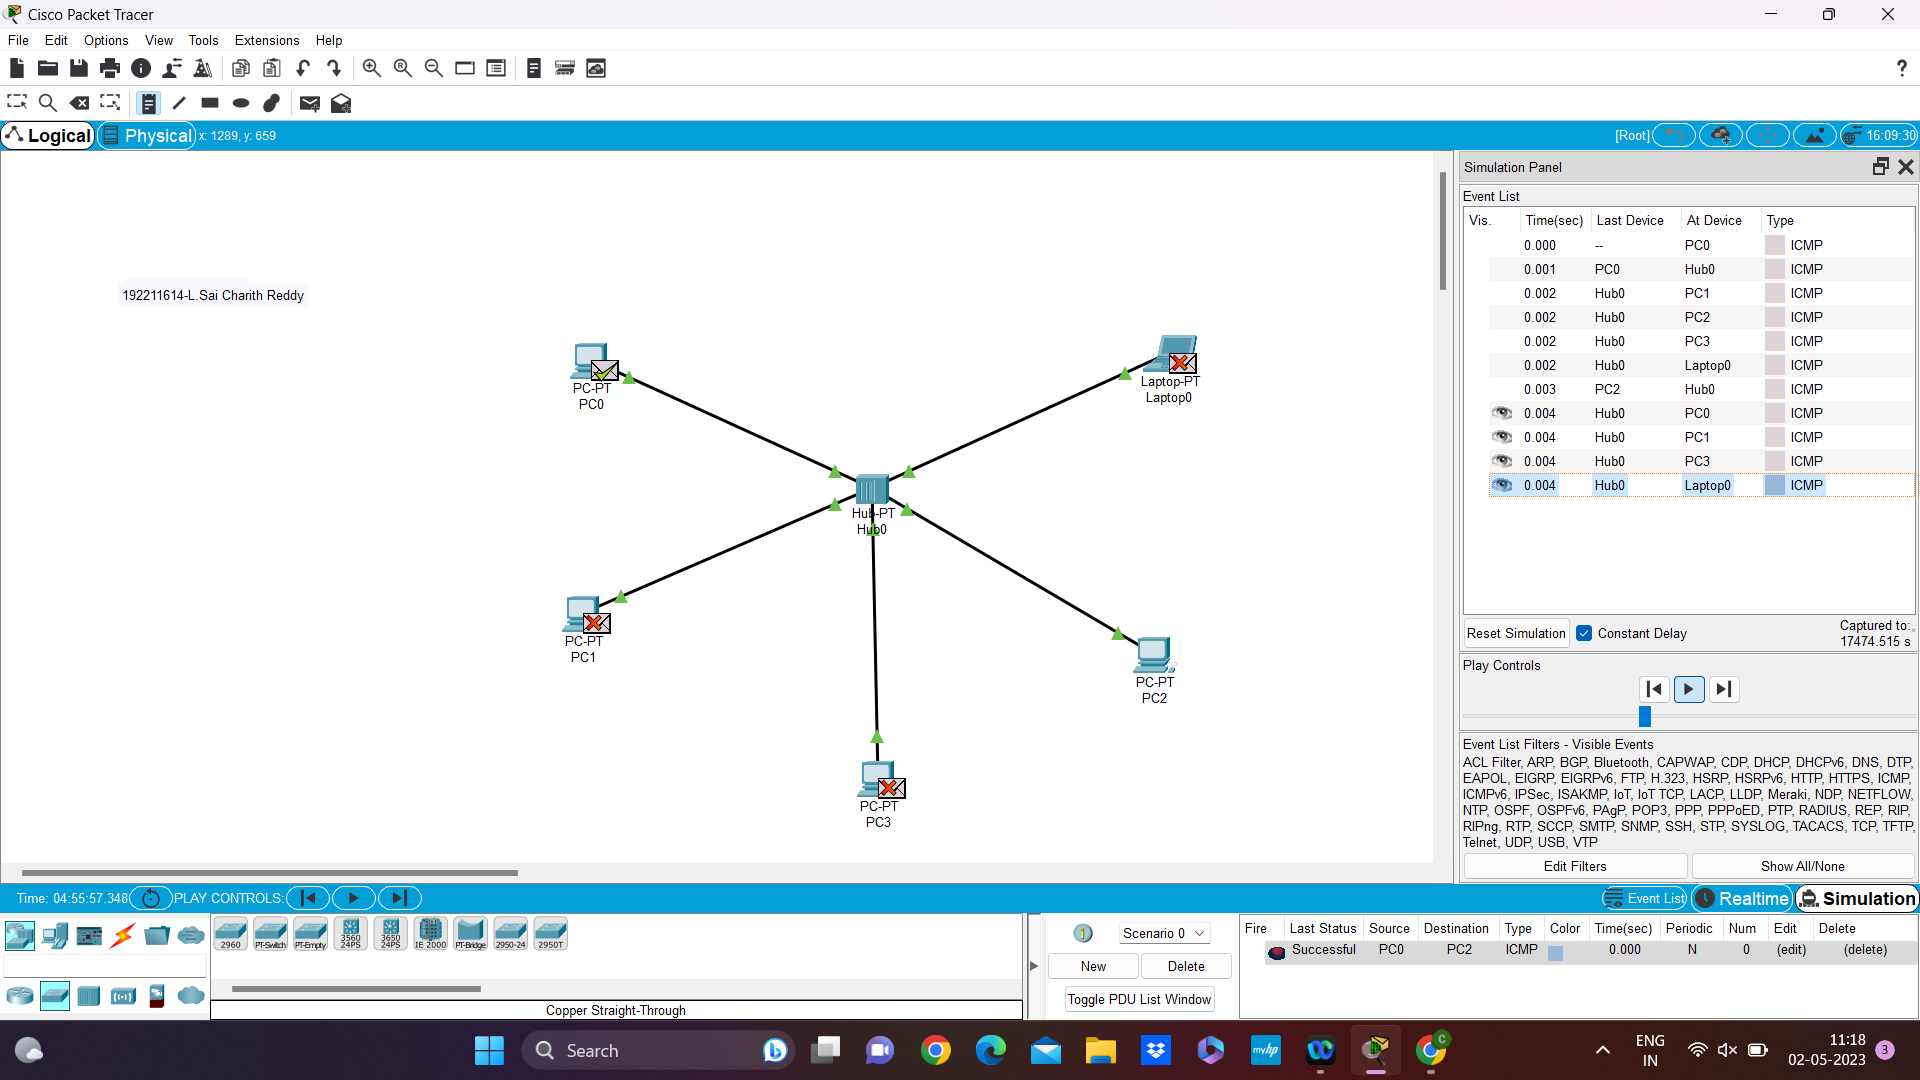 Cisco Packet Tracer
File Edit Options View Tools Extensions Help
Logical Physical x: 1289, y: 659 [Root] 16:09:30
192211614-L.Sai Charith Reddy
PC-PT
PC0
Laptop-PT
Laptop0
Hub-PT
Hub0
PC-PT
PC1
PC-PT
PC2
PC-PT
PC3
Simulation Panel
Event List
Vis. Time(sec) Last Device At Device Type
0.000 -- PC0 ICMP
0.001 PC0 Hub0 ICMP
0.002 Hub0 PC1 ICMP
0.002 Hub0 PC2 ICMP
0.002 Hub0 PC3 ICMP
0.002 Hub0 Laptop0 ICMP
0.003 PC2 Hub0 ICMP
0.004 Hub0 PC0 ICMP
0.004 Hub0 PC1 ICMP
0.004 Hub0 PC3 ICMP
0.004 Hub0 Laptop0 ICMP
Reset Simulation Constant Delay Captured to:
17474.515 s
Play Controls
Event List Filters - Visible Events
ACL Filter, ARP, BGP, Bluetooth, CAPWAP, CDP, DHCP, DHCPv6, DNS, DTP,
EAPOL, EIGRP, EIGRPv6, FTP, H.323, HSRP, HSRPv6, HTTP, HTTPS, ICMP,
ICMPv6, IPSec, ISAKMP, IoT, IoT TCP, LACP, LLDP, Meraki, NDP, NETFLOW,
NTP, OSPF, OSPFv6, PAgP, POP3, PPP, PPPoED, PTP, RADIUS, REP, RIP,
RIPng, RTP, SCCP, SMTP, SNMP, SSH, STP, SYSLOG, TACACS, TCP, TFTP,
Telnet, UDP, USB, VTP
Edit Filters Show All/None
Time: 04:55:57.348 PLAY CONTROLS: Event List Realtime Simulation
2960 PT-Switch PT-Empty 3560 24PS 3650 24PS IE 2000 PT-Bridge 2950-24 2950T
Copper Straight-Through
1 Scenario 0
New Delete
Toggle PDU List Window
Fire Last Status Source Destination Type Color Time(sec) Periodic Num Edit Delete
Successful PC0 PC2 ICMP 0.000 N 0 (edit) (delete)
Search myhp C ENG
IN
11:18
02-05-2023 3